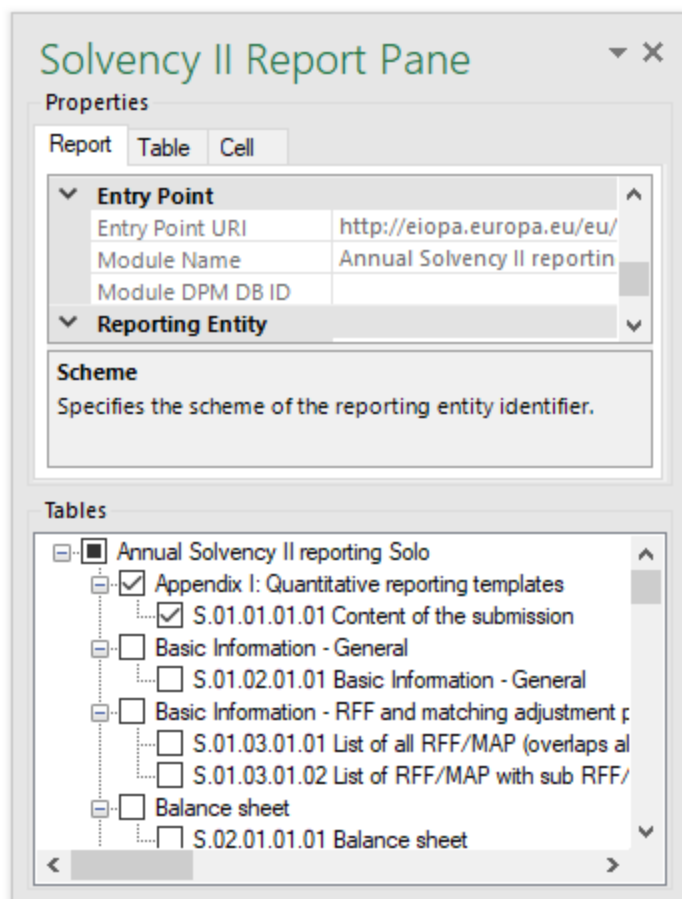 Solvency II Report Pane
Properties
Report Table Cell
Entry Point
Entry Point URI http://eiopa.europa.eu/eu/
Module Name Annual Solvency II reportin
Module DPM DB ID
Reporting Entity
Scheme
Specifies the scheme of the reporting entity identifier.
Tables
Annual Solvency II reporting Solo
Appendix I: Quantitative reporting templates
S.01.01.01.01 Content of the submission
Basic Information - General
S.01.02.01.01 Basic Information - General
Basic Information - RFF and matching adjustment p
S.01.03.01.01 List of all RFF/MAP (overlaps al
S.01.03.01.02 List of RFF/MAP with sub RFF/
Balance sheet
S.02.01.01.01 Balance sheet